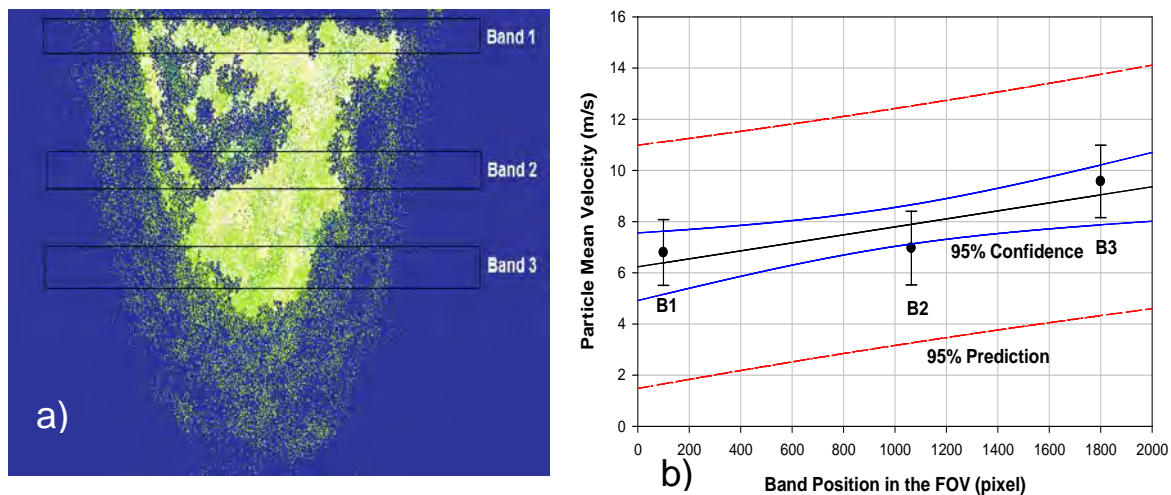 Band 1
Band 2
Band 3
a)
Particle Mean Velocity (m/s)
16
14
12
10
8
6
4
2
0
B1
B2
B3
95% Confidence
95% Prediction
0 200 400 600 800 1000 1200 1400 1600 1800 2000
b)
Band Position in the FOV (pixel)